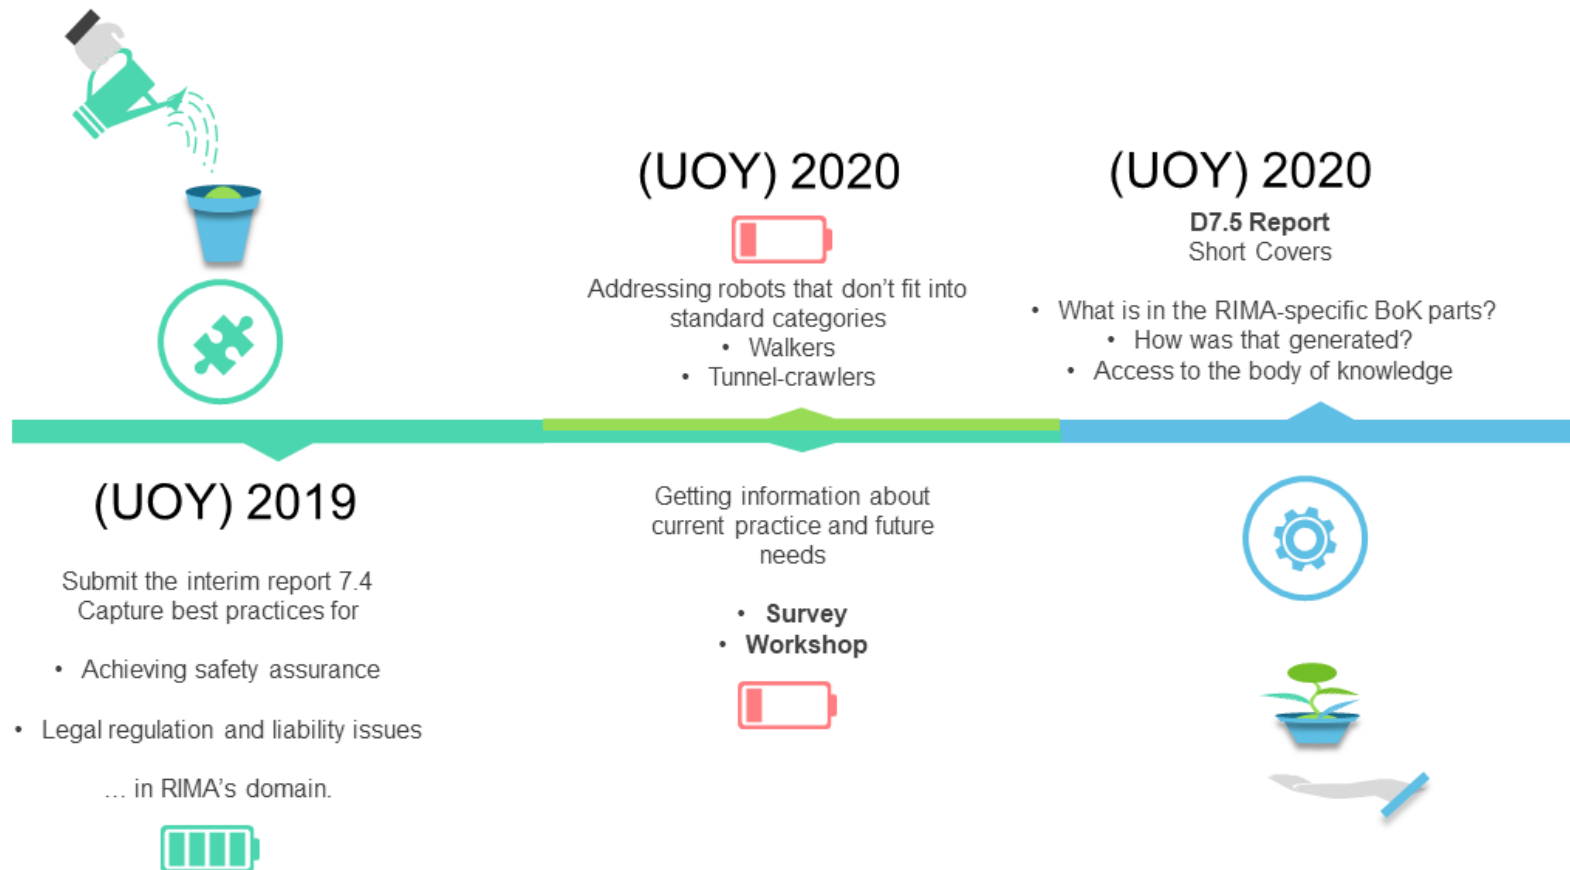 (UOY) 2019
Submit the interim report 7.4
Capture best practices for
• Achieving safety assurance
• Legal regulation and liability issues
... in RIMA's domain.
(UOY) 2020
Addressing robots that don't fit into
standard categories
• Walkers
• Tunnel-crawlers
Getting information about
current practice and future
needs
• Survey
• Workshop
(UOY) 2020
D7.5 Report
Short Covers
• What is in the RIMA-specific BoK parts?
• How was that generated?
• Access to the body of knowledge